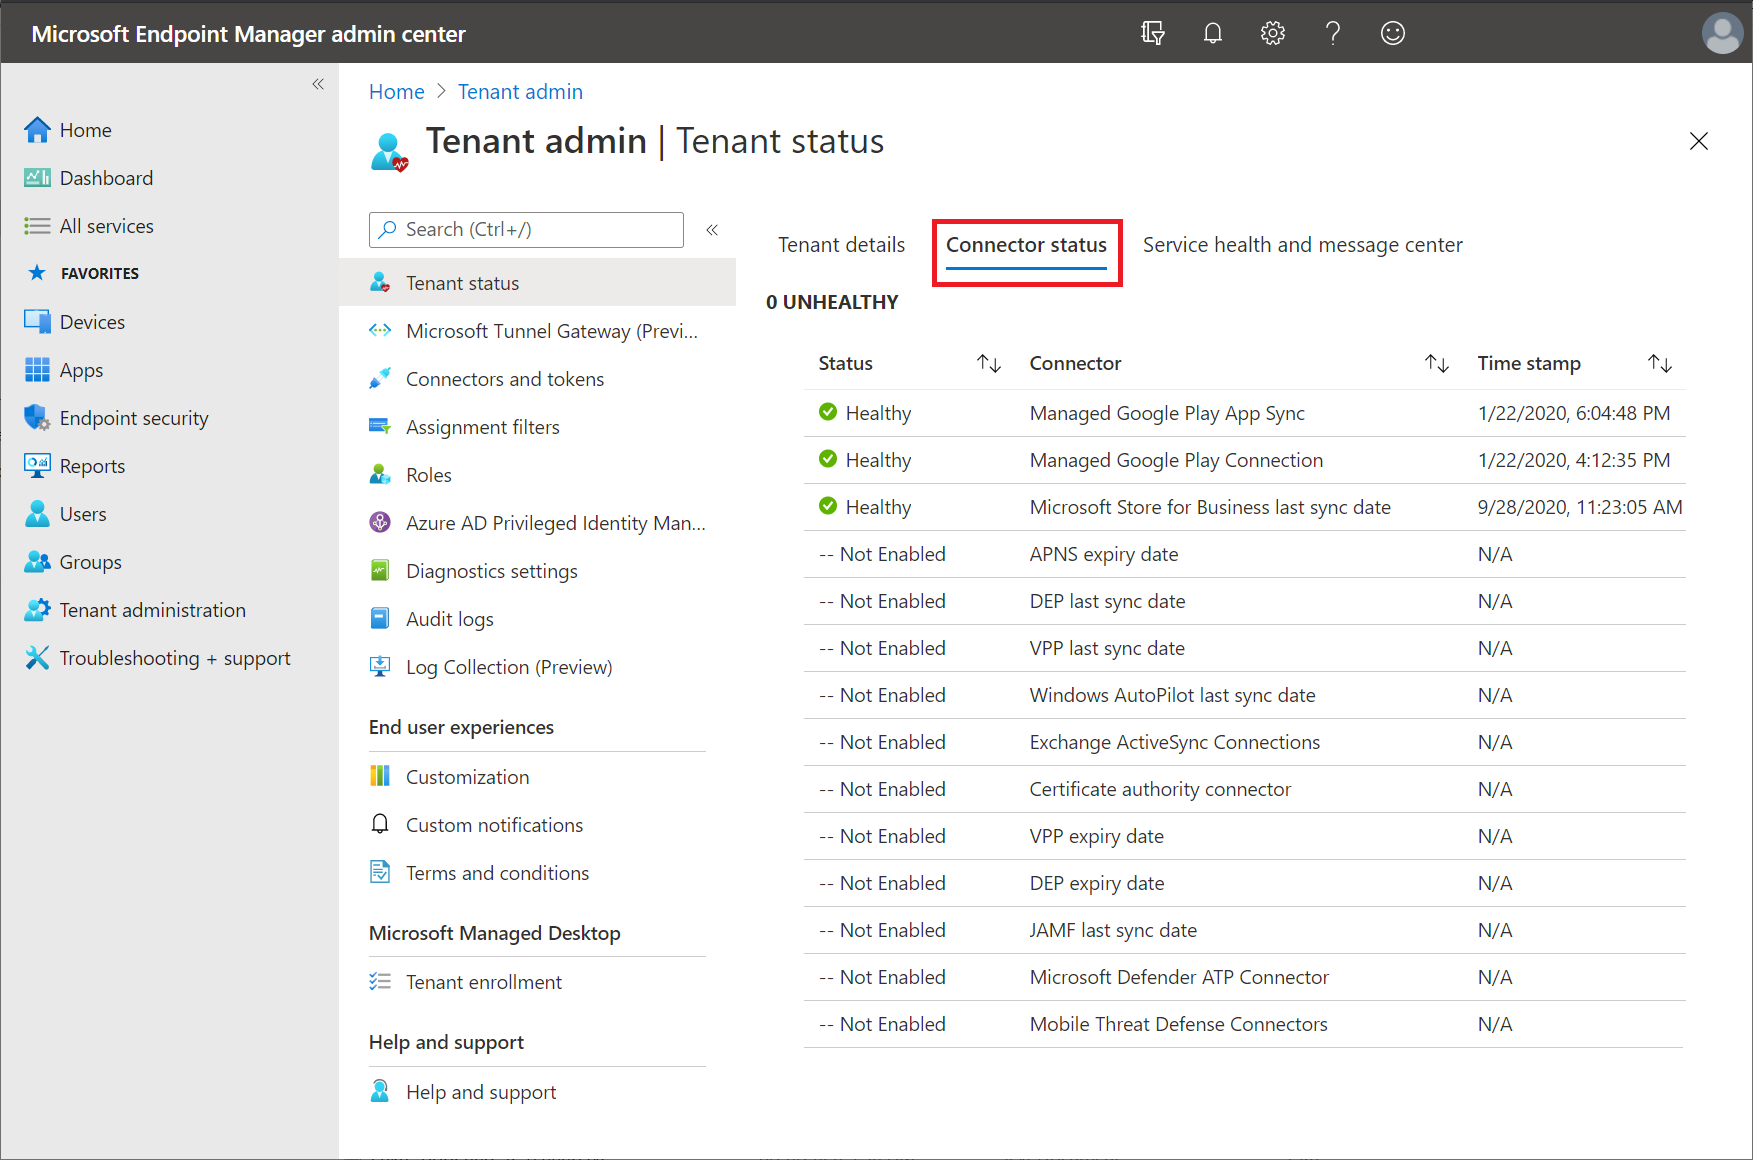 Microsoft Endpoint Manager admin center
Home
Dashboard
All services
FAVORITES
Devices
Apps
Endpoint security
Reports
Users
Groups
Tenant administration
Troubleshooting + support
Home > Tenant admin
Tenant admin | Tenant status
Search (Ctrl+/)
Tenant status
Microsoft Tunnel Gateway (Previ...
Connectors and tokens
Assignment filters
Roles
Azure AD Privileged Identity Man...
Diagnostics settings
Audit logs
Log Collection (Preview)
End user experiences
Customization
Custom notifications
Terms and conditions
Microsoft Managed Desktop
Tenant enrollment
Help and support
Help and support
Tenant details Connector status Service health and message center
0 UNHEALTHY
Status Connector Time stamp
Healthy Managed Google Play App Sync 1/22/2020, 6:04:48 PM
Healthy Managed Google Play Connection 1/22/2020, 4:12:35 PM
Healthy Microsoft Store for Business last sync date 9/28/2020, 11:23:05 AM
-- Not Enabled APNS expiry date N/A
-- Not Enabled DEP last sync date N/A
-- Not Enabled VPP last sync date N/A
-- Not Enabled Windows AutoPilot last sync date N/A
-- Not Enabled Exchange ActiveSync Connections N/A
-- Not Enabled Certificate authority connector N/A
-- Not Enabled VPP expiry date N/A
-- Not Enabled DEP expiry date N/A
-- Not Enabled JAMF last sync date N/A
-- Not Enabled Microsoft Defender ATP Connector N/A
-- Not Enabled Mobile Threat Defense Connectors N/A